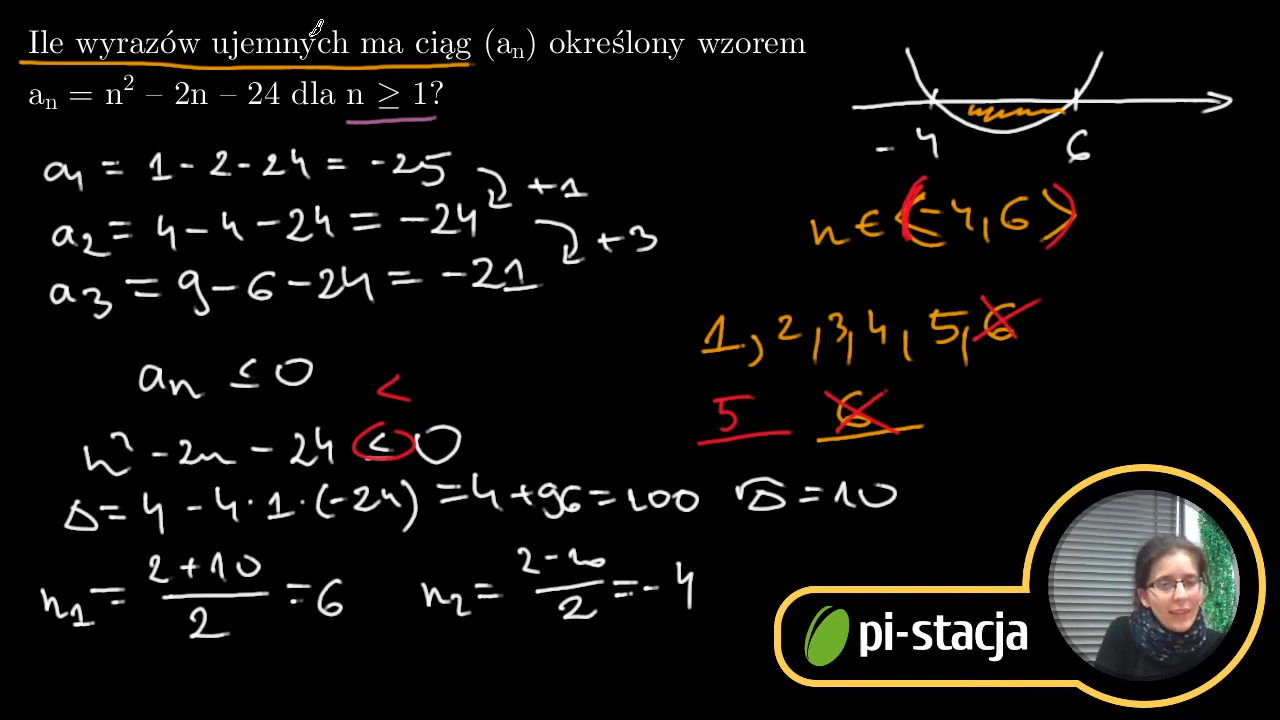 Ile wyrazów ujemnych ma ciąg (aₙ) określony wzorem
aₙ = n² – 2n – 24 dla n ≥ 1?
a₁ = 1 - 2 - 24 = -25
+1
a₂ = 4 - 4 - 24 = -24
+3
a₃ = 9 - 6 - 24 = -21
aₙ ≤ 0
<
n² - 2n - 24 ≤ 0
Δ = 4 - 4 · 1 · (-24) = 4 + 96 = 100 √Δ = 10
n₁ = (2 + 10)/2 = 6 n₂ = (2 - 10)/2 = -4
-4 6
n ∈ (-4, 6)
1, 2, 3, 4, 5, 6
5 6
pi-stacja